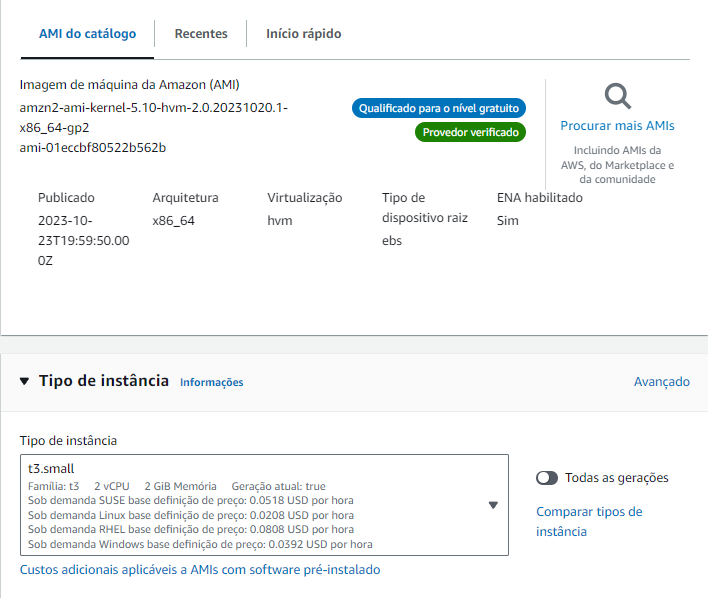 AMI do catálogo
Recentes
Início rápido
Imagem de máquina da Amazon (AMI)
amzn2-ami-kernel-5.10-hvm-2.0.20231020.1-
x86_64-gp2
ami-01eccbf80522b562b
Qualificado para o nível gratuito
Provedor verificado
Procurar mais AMIs
Incluindo AMIs da
AWS, do Marketplace e
da comunidade
Publicado
2023-10-
23T19:59:50.00
0Z
Arquitetura
x86_64
Virtualização
hvm
Tipo de
dispositivo raiz
ebs
ENA habilitado
Sim
Tipo de instância Informações
Avançado
Tipo de instância
t3.small
Família: t3 2 vCPU 2 GiB Memória Geração atual: true
Sob demanda SUSE base definição de preço: 0.0518 USD por hora
Sob demanda Linux base definição de preço: 0.0208 USD por hora
Sob demanda RHEL base definição de preço: 0.0808 USD por hora
Sob demanda Windows base definição de preço: 0.0392 USD por hora
Todas as gerações
Comparar tipos de
instância
Custos adicionais aplicáveis a AMIs com software pré-instalado